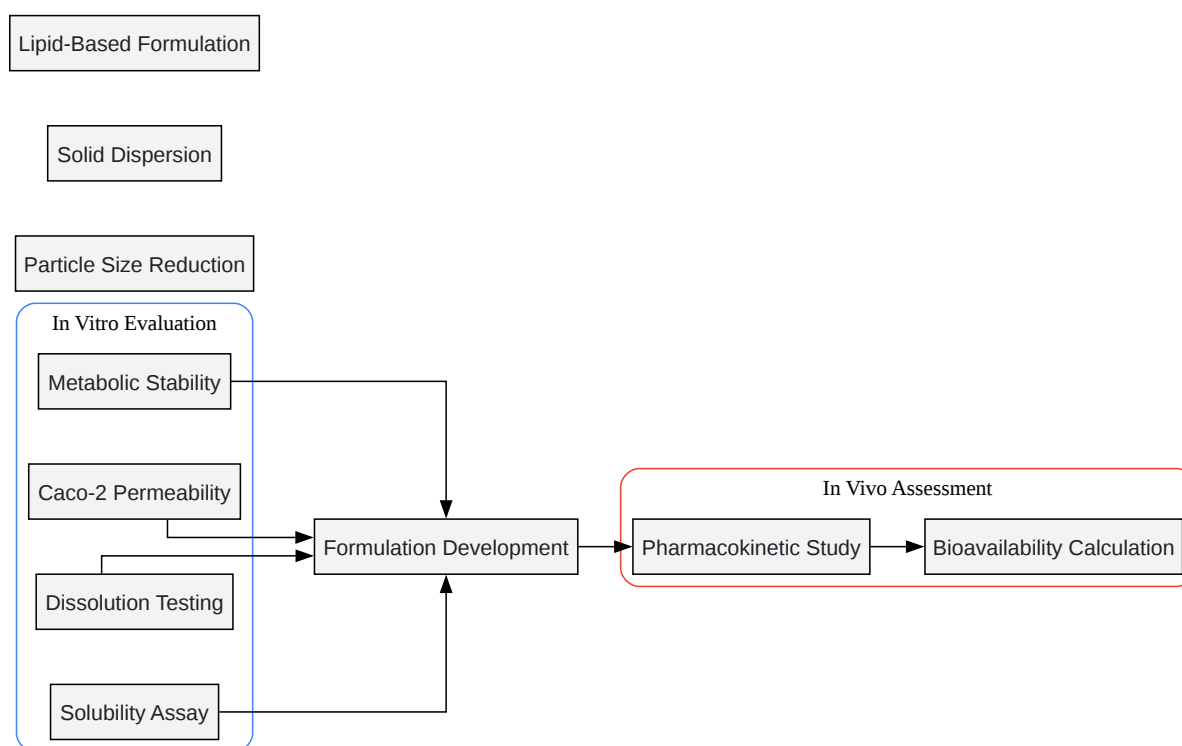 Lipid-Based Formulation
Solid Dispersion
Particle Size Reduction
In Vitro Evaluation
Metabolic Stability
Caco-2 Permeability
Dissolution Testing
Solubility Assay
Formulation Development
In Vivo Assessment
Pharmacokinetic Study
Bioavailability Calculation